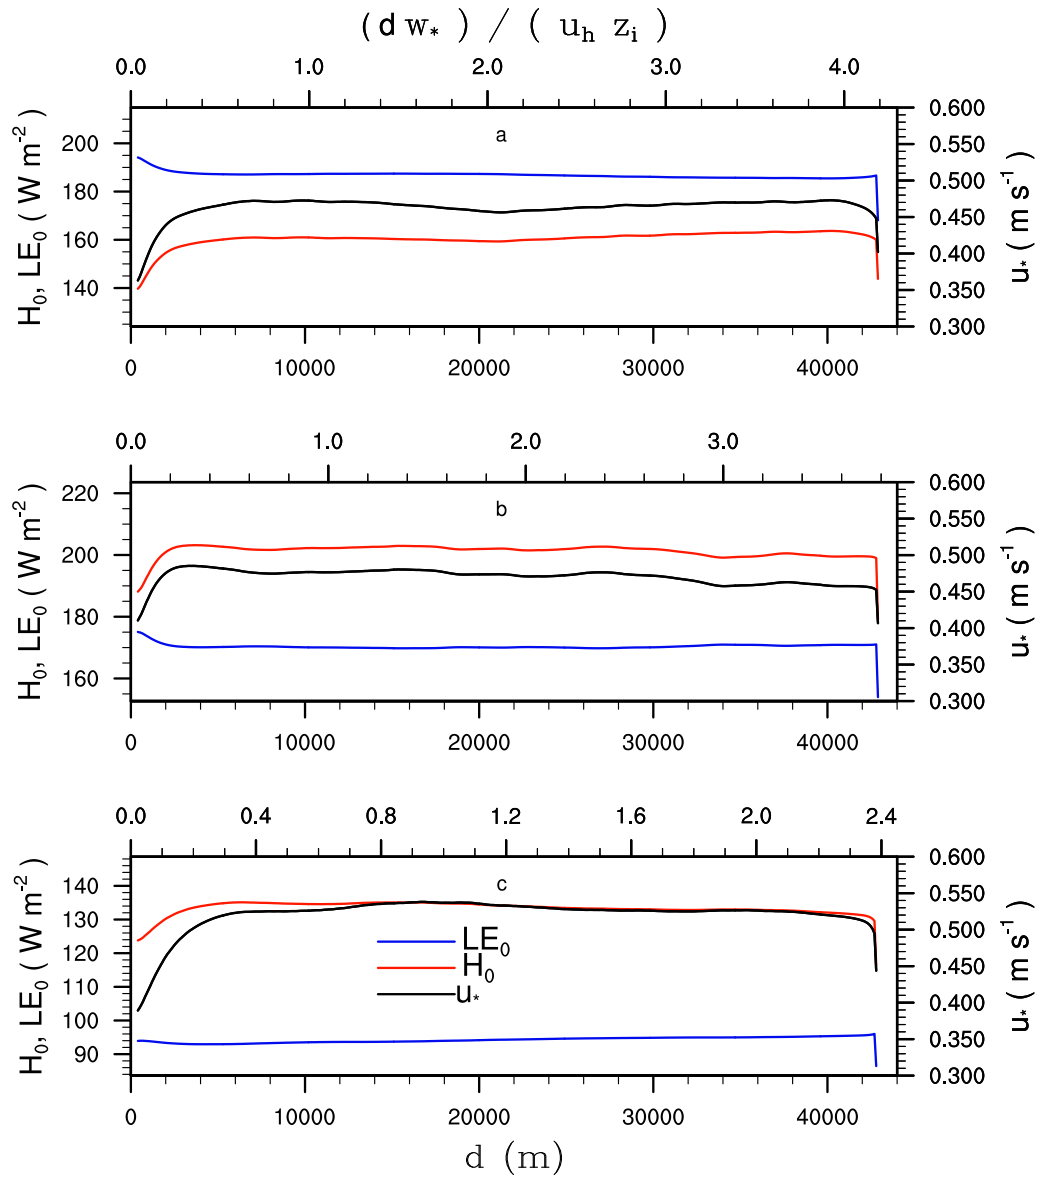 ( d w* ) / ( u_h z_i )
0.0 1.0 2.0 3.0 4.0
a
H₀, LE₀ ( W m⁻² )
200
180
160
140
0.600
0.550
0.500
0.450
0.400
0.350
0.300
u* ( m s⁻¹ )
0 10000 20000 30000 40000
0.0 1.0 2.0 3.0
b
H₀, LE₀ ( W m⁻² )
220
200
180
160
0.600
0.550
0.500
0.450
0.400
0.350
0.300
u* ( m s⁻¹ )
0 10000 20000 30000 40000
0.0 0.4 0.8 1.2 1.6 2.0 2.4
c
H₀, LE₀ ( W m⁻² )
140
130
120
110
100
90
LE₀
H₀
u*
0.600
0.550
0.500
0.450
0.400
0.350
0.300
u* ( m s⁻¹ )
0 10000 20000 30000 40000
d (m)